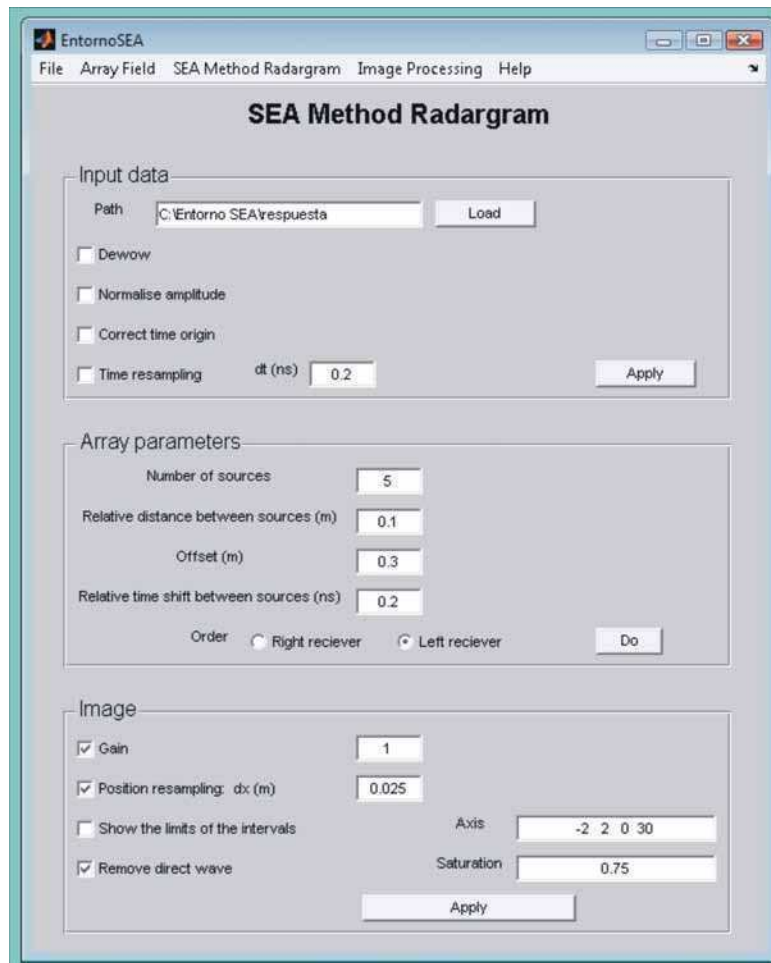 EntornoSEA
File Array Field SEA Method Radargram Image Processing Help
SEA Method Radargram
Input data
Path C:\Entorno SEA\respuesta Load
Dewow
Normalise amplitude
Correct time origin
Time resampling dt (ns) 0.2 Apply
Array parameters
Number of sources 5
Relative distance between sources (m) 0.1
Offset (m) 0.3
Relative time shift between sources (ns) 0.2
Order Right reciever Left reciever Do
Image
Gain 1
Position resampling: dx (m) 0.025
Show the limits of the intervals Axis -2 2 0 30
Remove direct wave Saturation 0.75
Apply